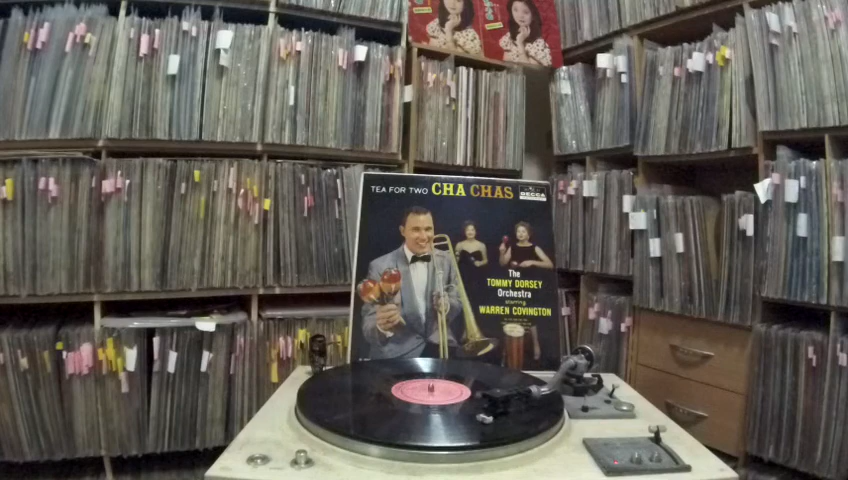 TEA FOR TWO CHA CHAS
DECCA
The
TOMMY DORSEY
Orchestra
starring
WARREN COVINGTON